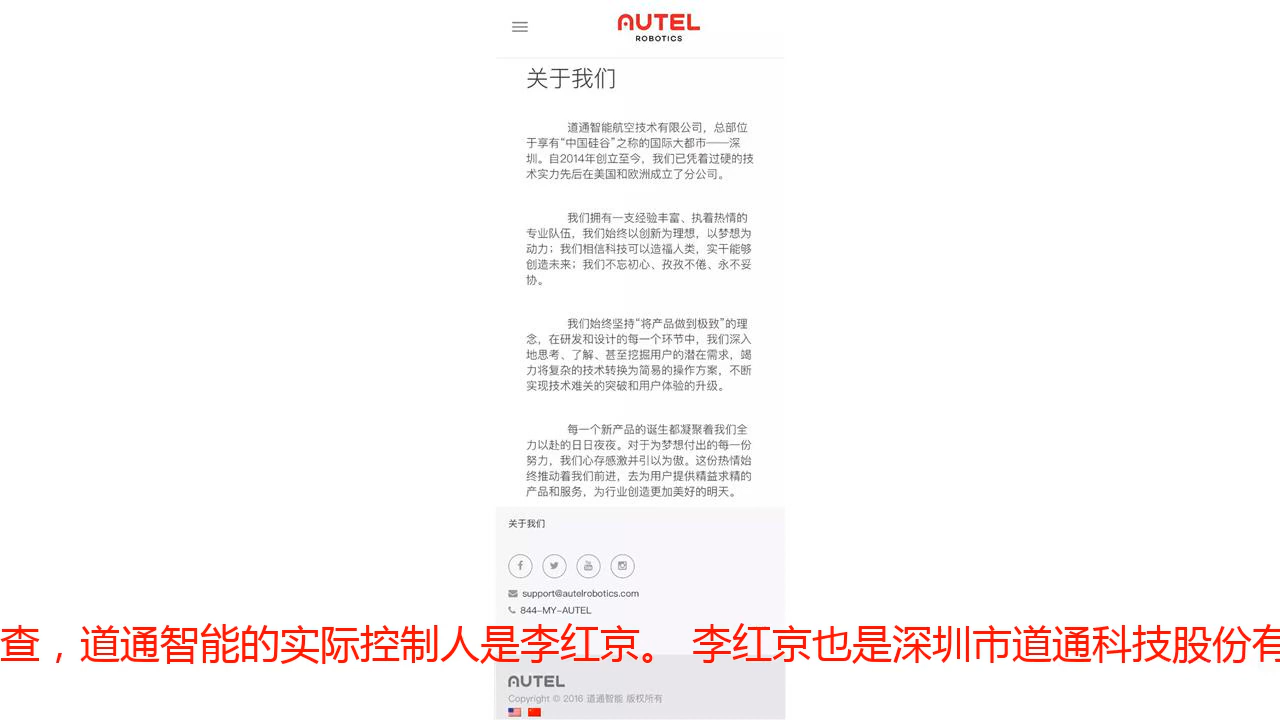 AUTEL
ROBOTICS
关于我们
道通智能航空技术有限公司，总部位
于享有“中国硅谷”之称的国际大都市——深
圳。自2014年创立至今，我们已凭着过硬的技
术实力先后在美国和欧洲成立了分公司。
我们拥有一支经验丰富、执着热情的
专业队伍，我们始终以创新为理想，以梦想为
动力；我们相信科技可以造福人类，实干能够
创造未来；我们不忘初心、孜孜不倦、永不妥
协。
我们始终坚持“将产品做到极致”的理
念，在研发和设计的每一个环节中，我们深入
地思考、了解、甚至挖掘用户的潜在需求，竭
力将复杂的技术转换为简易的操作方案，不断
实现技术难关的突破和用户体验的升级。
每一个新产品的诞生都凝聚着我们全
力以赴的日日夜夜。对于为梦想付出的每一份
努力，我们心存感激并引以为傲。这份热情始
终推动着我们前进，去为用户提供精益求精的
产品和服务，为行业创造更加美好的明天。
关于我们
support@autelrobotics.com
844-MY-AUTEL
查，道通智能的实际控制人是李红京。 李红京也是深圳市道通科技股份有
AUTEL
Copyright © 2016 道通智能 版权所有